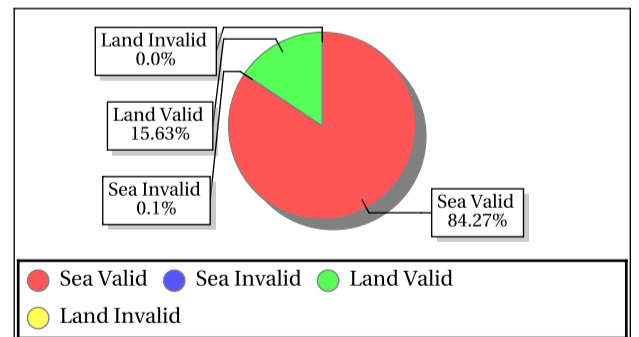 Land Invalid
0.0%
Land Valid
15.63%
Sea Invalid
0.1%
Sea Valid
84.27%
Sea Valid Sea Invalid Land Valid
Land Invalid